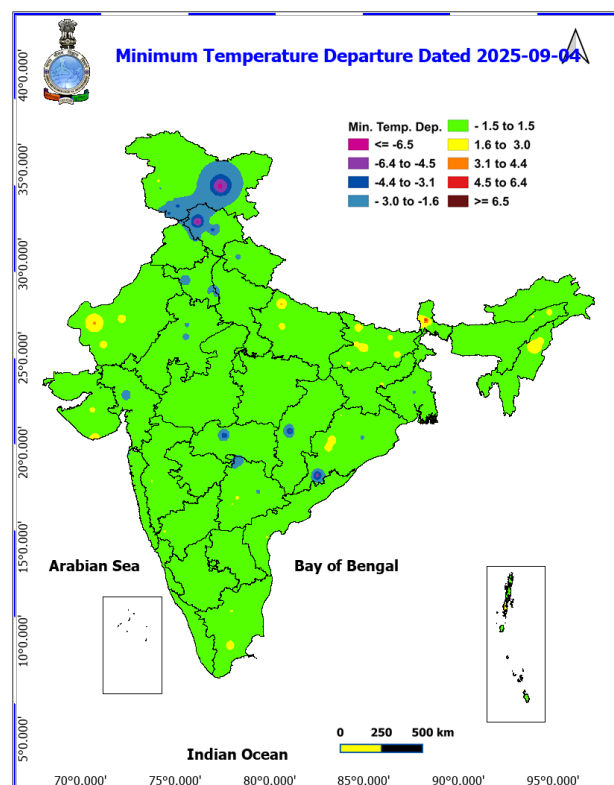 Minimum Temperature Departure Dated 2025-09-04
Min. Temp. Dep.
<= -6.5
-6.4 to -4.5
-4.4 to -3.1
- 3.0 to -1.6
- 1.5 to 1.5
1.6 to 3.0
3.1 to 4.4
4.5 to 6.4
>= 6.5
40°0.000'
35°0.000'
30°0.000'
25°0.000'
20°0.000'
15°0.000'
10°0.000'
5°0.000'
Arabian Sea
Bay of Bengal
Indian Ocean
0 250 500 km
70°0.000' 75°0.000' 80°0.000' 85°0.000' 90°0.000' 95°0.000'